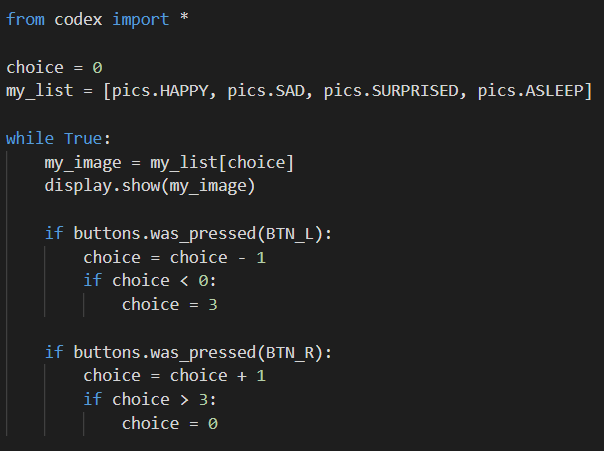 from codex import *
choice = 0
my_list = [pics.HAPPY, pics.SAD, pics.SURPRISED, pics.ASLEEP]
while True:
    my_image = my_list[choice]
    display.show(my_image)
    if buttons.was_pressed(BTN_L):
        choice = choice - 1
        if choice < 0:
            choice = 3
    if buttons.was_pressed(BTN_R):
        choice = choice + 1
        if choice > 3:
            choice = 0